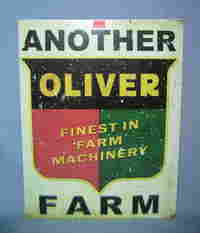 ANOTHER
OLIVER
FINEST IN
FARM
MACHINERY
FARM